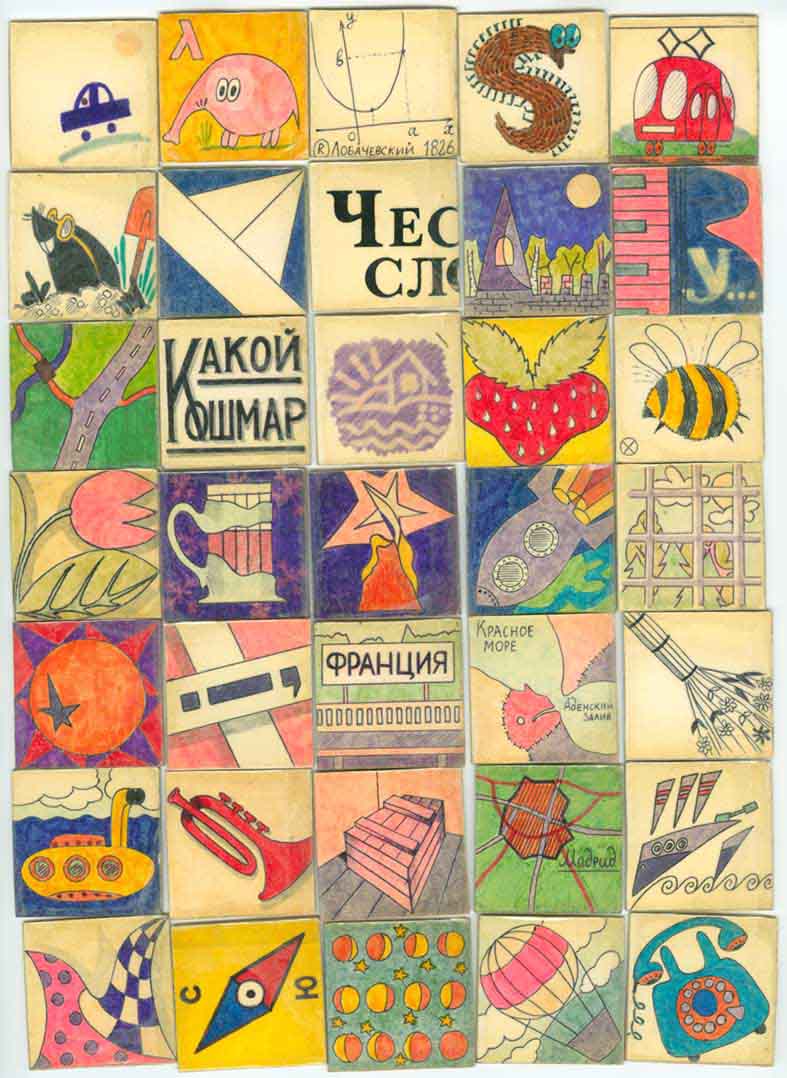 λ
y
в
0
a
x
(R) ЛОБАЧЕВСКИЙ 1826
ЧЕС
СЛО
У...
КАКОЙ
КОШМАР
ФРАНЦИЯ
КРАСНОЕ
МОРЕ
АДЕНСКИЙ
ЗАЛИВ
Мадрид
С
Ю